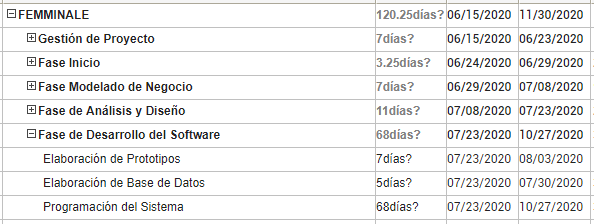 FEMMINALE 120.25días? 06/15/2020 11/30/2020
Gestión de Proyecto 7días? 06/15/2020 06/23/2020
Fase Inicio 3.25días? 06/24/2020 06/29/2020
Fase Modelado de Negocio 7días? 06/29/2020 07/08/2020
Fase de Análisis y Diseño 11días? 07/08/2020 07/23/2020
Fase de Desarrollo del Software 68días? 07/23/2020 10/27/2020
Elaboración de Prototipos 7días? 07/23/2020 08/03/2020
Elaboración de Base de Datos 5días? 07/23/2020 07/30/2020
Programación del Sistema 68días? 07/23/2020 10/27/2020